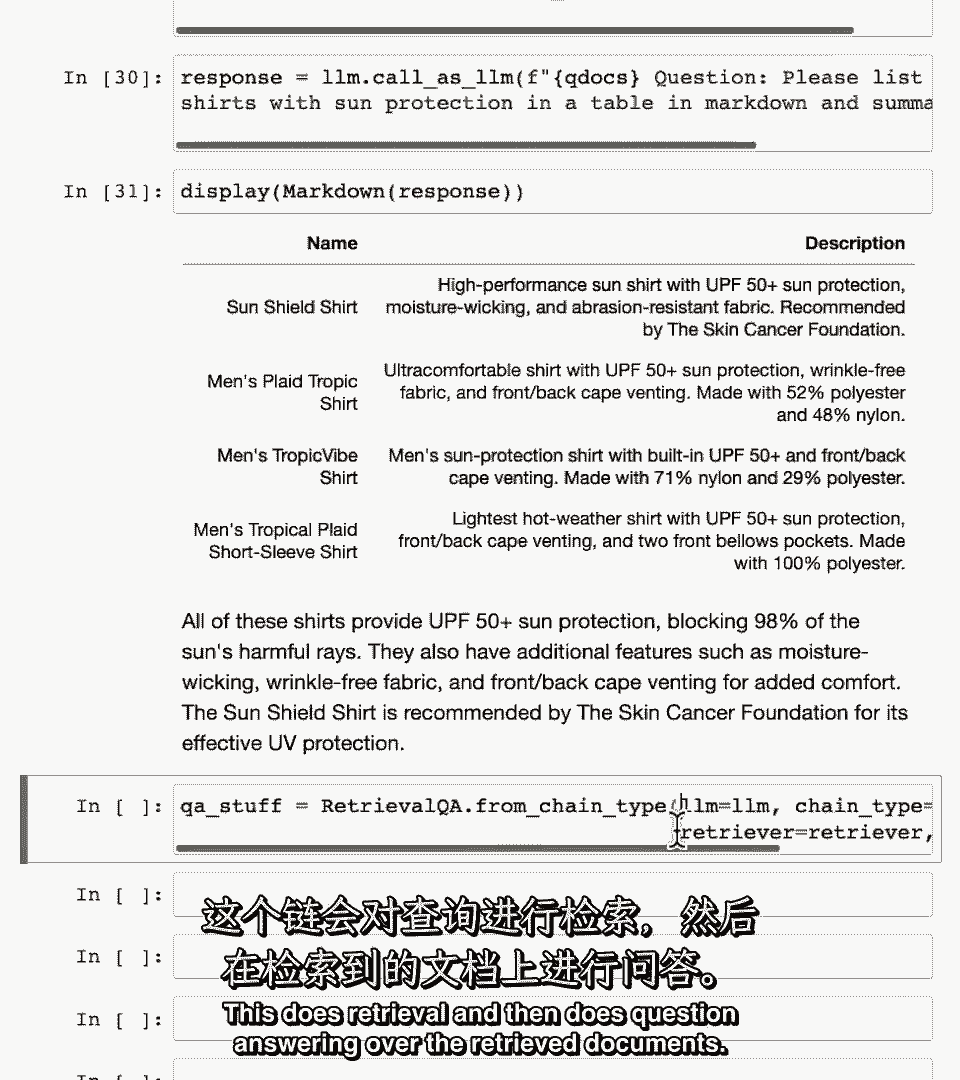 In [30]: response = llm.call_as_llm(f"{qdocs} Question: Please list
shirts with sun protection in a table in markdown and summa
In [31]: display(Markdown(response))
Name Description
Sun Shield Shirt High-performance sun shirt with UPF 50+ sun protection,
moisture-wicking, and abrasion-resistant fabric. Recommended
by The Skin Cancer Foundation.
Men's Plaid Tropic
Shirt
Ultracomfortable shirt with UPF 50+ sun protection, wrinkle-free
fabric, and front/back cape venting. Made with 52% polyester
and 48% nylon.
Men's TropicVibe
Shirt
Men's sun-protection shirt with built-in UPF 50+ and front/back
cape venting. Made with 71% nylon and 29% polyester.
Men's Tropical Plaid
Short-Sleeve Shirt
Lightest hot-weather shirt with UPF 50+ sun protection,
front/back cape venting, and two front bellows pockets. Made
with 100% polyester.
All of these shirts provide UPF 50+ sun protection, blocking 98% of the
sun's harmful rays. They also have additional features such as moisture-
wicking, wrinkle-free fabric, and front/back cape venting for added comfort.
The Sun Shield Shirt is recommended by The Skin Cancer Foundation for its
effective UV protection.
In [ ]: qa_stuff = RetrievalQA.from_chain_type(llm=llm, chain_type=
retriever=retriever,
In [ ]:
这个链会对查询进行检索，然后
In [ ]:
在检索到的文档上进行问答。
In [ ]:
This does retrieval and then does question
answering over the retrieved documents.